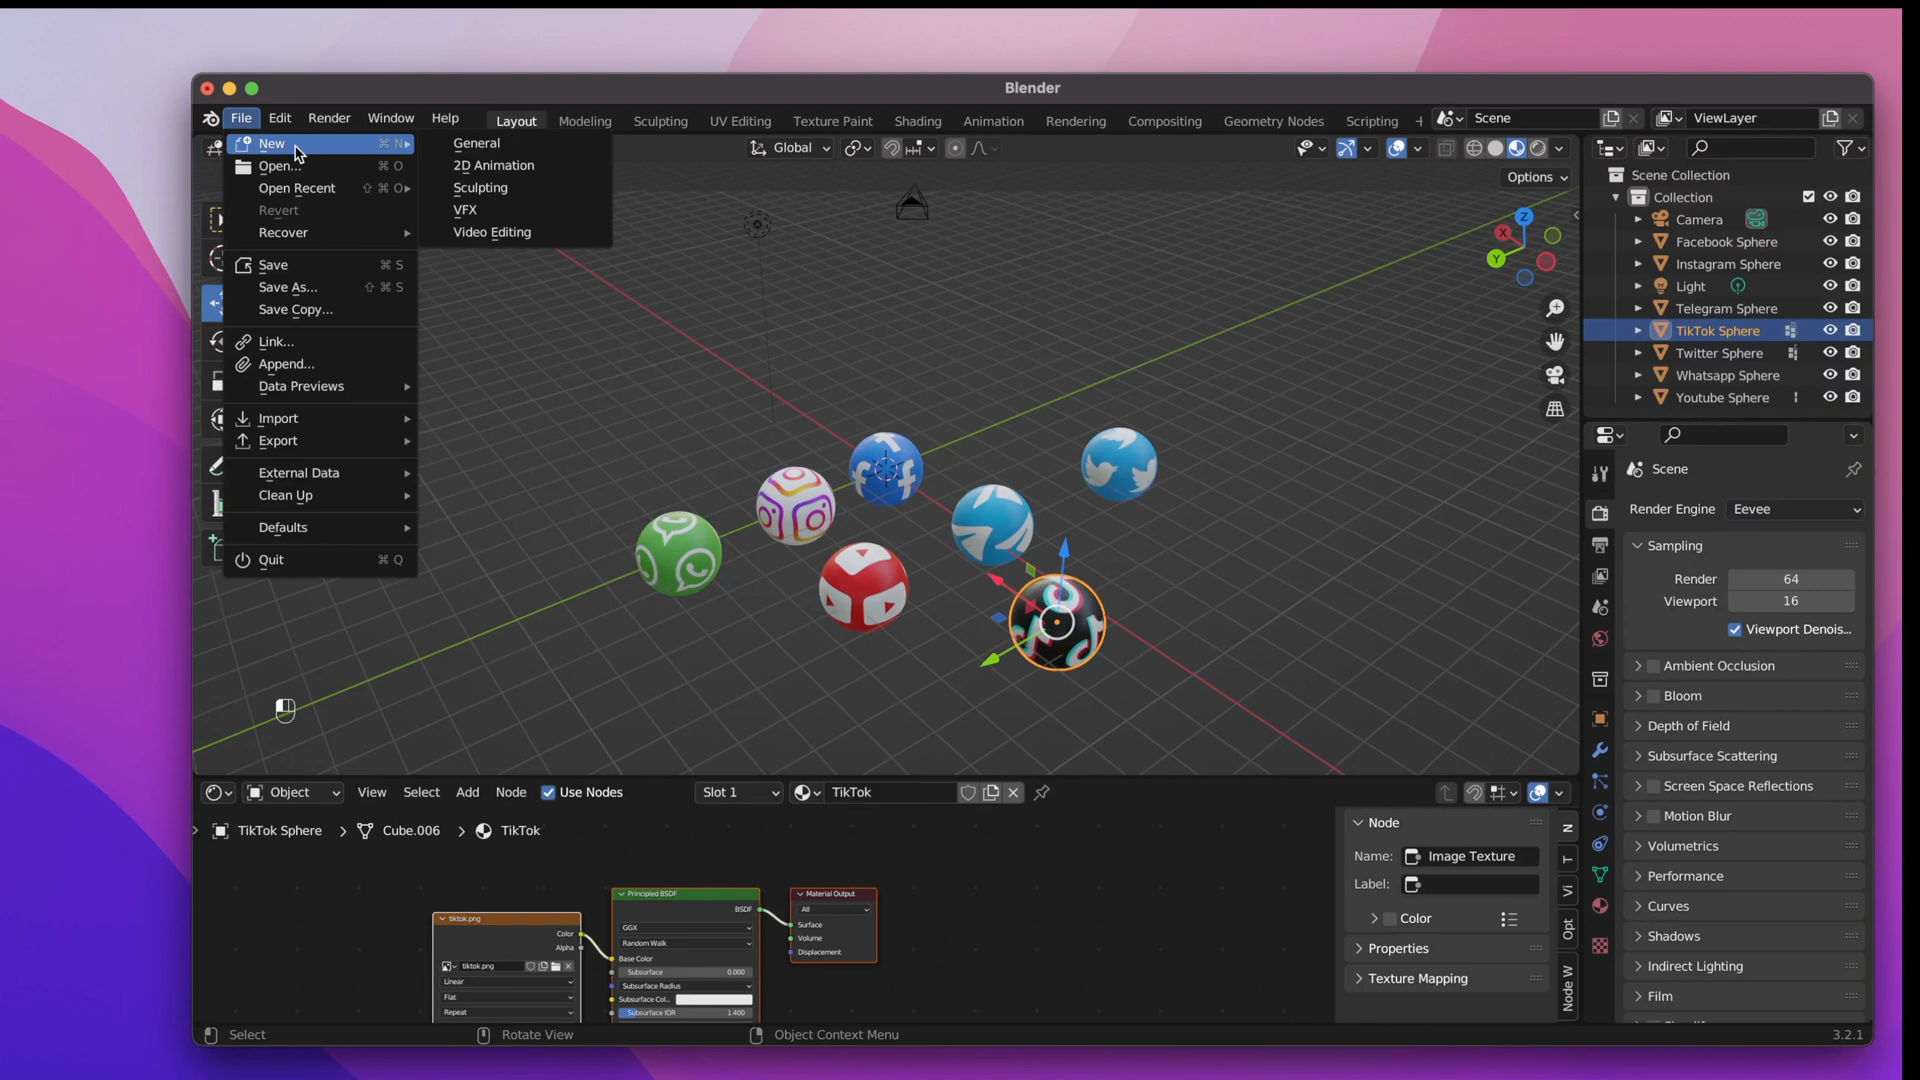 Blender
File Edit Render Window Help Layout Modeling Sculpting UV Editing Texture Paint Shading Animation Rendering Compositing Geometry Nodes Scripting + Scene ViewLayer
New ⌘ N
Open... ⌘ O
Open Recent ⇧ ⌘ O
Revert
Recover
Save ⌘ S
Save As... ⇧ ⌘ S
Save Copy...
Link...
Append...
Data Previews
Import
Export
External Data
Clean Up
Defaults
Quit ⌘ Q
General
2D Animation
Sculpting
VFX
Video Editing
Global
Options
X
Y
Z
Scene Collection
Collection
Camera
Facebook Sphere
Instagram Sphere
Light
Telegram Sphere
TikTok Sphere
Twitter Sphere
Whatsapp Sphere
Youtube Sphere
Scene
Render Engine Eevee
Sampling
Render 64
Viewport 16
Viewport Denois...
Ambient Occlusion
Bloom
Depth of Field
Subsurface Scattering
Screen Space Reflections
Motion Blur
Volumetrics
Performance
Curves
Shadows
Indirect Lighting
Film
Object View Select Add Node Use Nodes Slot 1 TikTok
TikTok Sphere > Cube.006 > TikTok
tiktok.png
Color
Alpha
tiktok.png
Linear
Flat
Repeat
Principled BSDF
BSDF
GGX
Random Walk
Base Color
Subsurface 0.000
Subsurface Radius
Subsurface Col...
Subsurface IOR 1.400
Material Output
All
Surface
Volume
Displacement
Node
Name: Image Texture
Label:
Color
Properties
Texture Mapping
N
T
Vi
Opt
Node W
Select Rotate View Object Context Menu 3.2.1